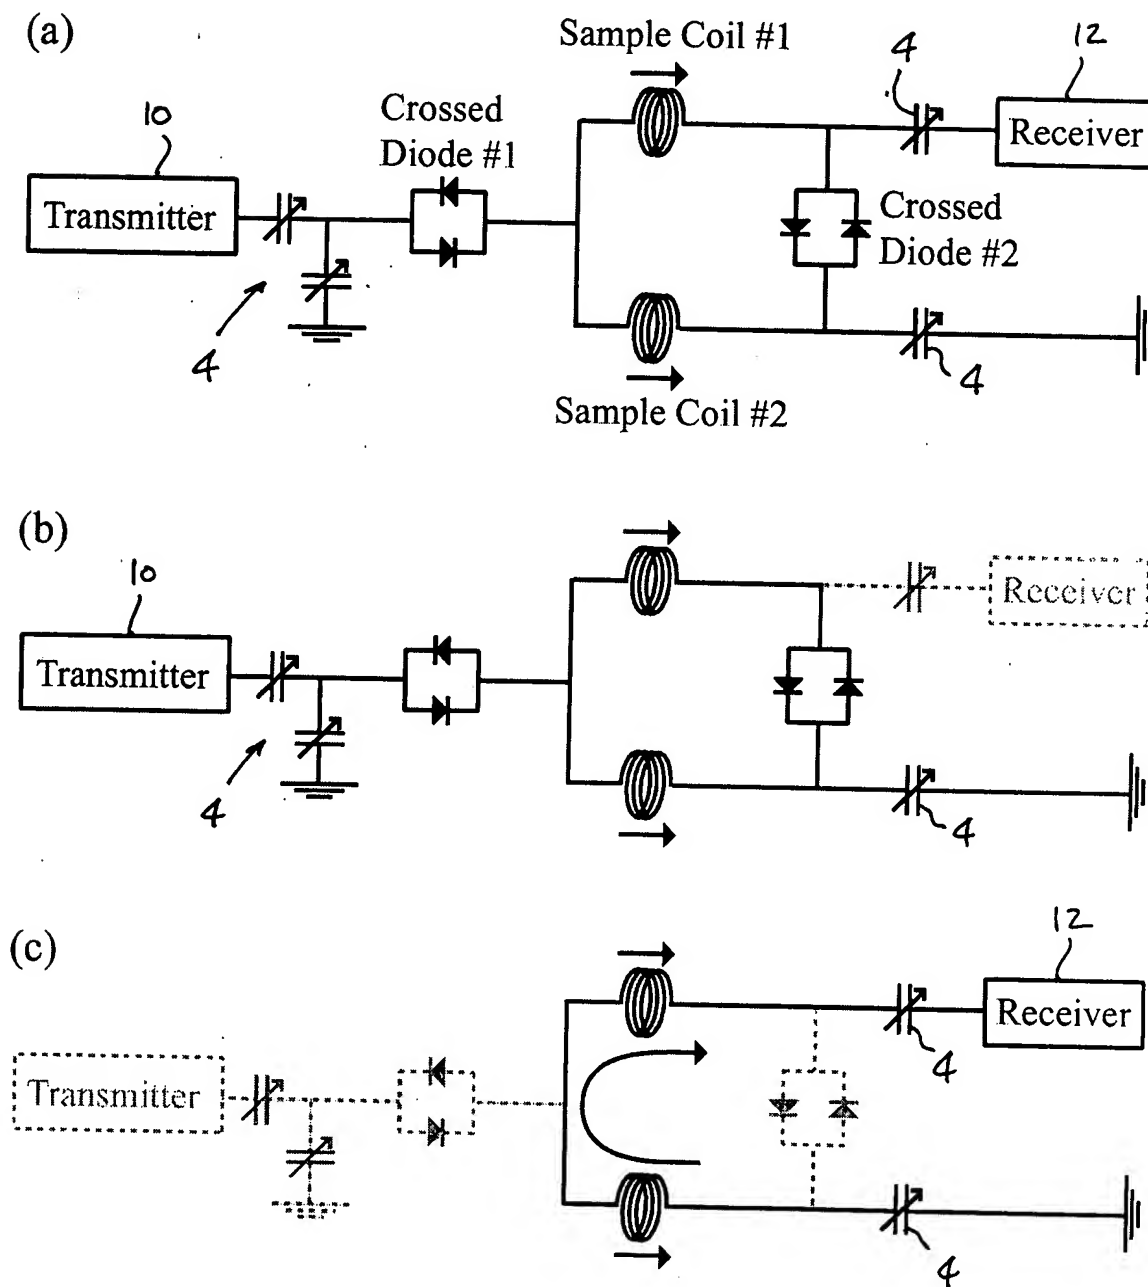 (a)
Sample Coil #1
4
12
10
Crossed
Diode #1
Receiver
Transmitter
Crossed
Diode #2
4
4
Sample Coil #2
(b)
10
Receiver
Transmitter
4
4
(c)
12
4
Receiver
Transmitter
4